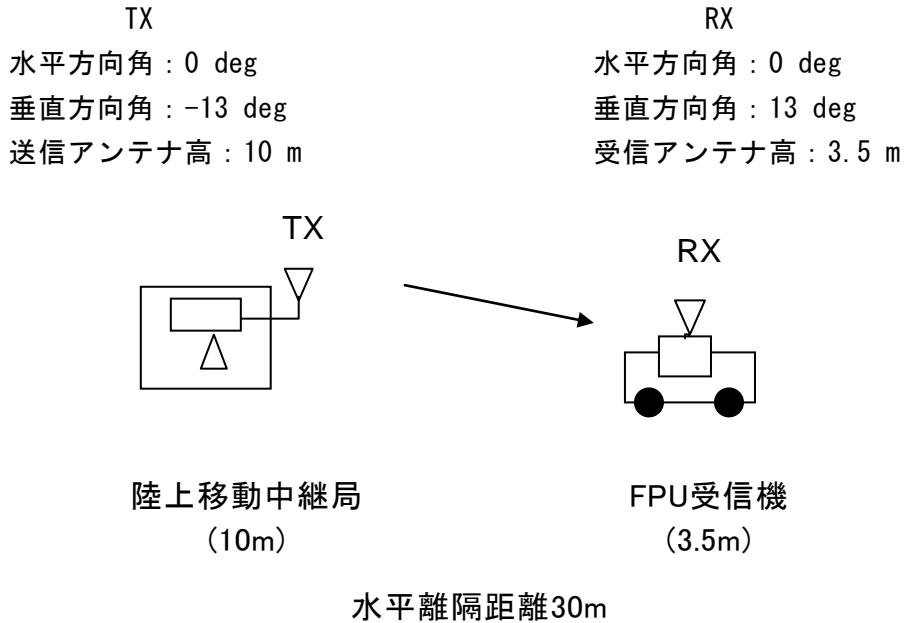 TX
水平方向角：0 deg
垂直方向角：-13 deg
送信アンテナ高：10 m
RX
水平方向角：0 deg
垂直方向角：13 deg
受信アンテナ高：3.5 m
TX
RX
陸上移動中継局
（10m）
FPU受信機
（3.5m）
水平離隔距離30m